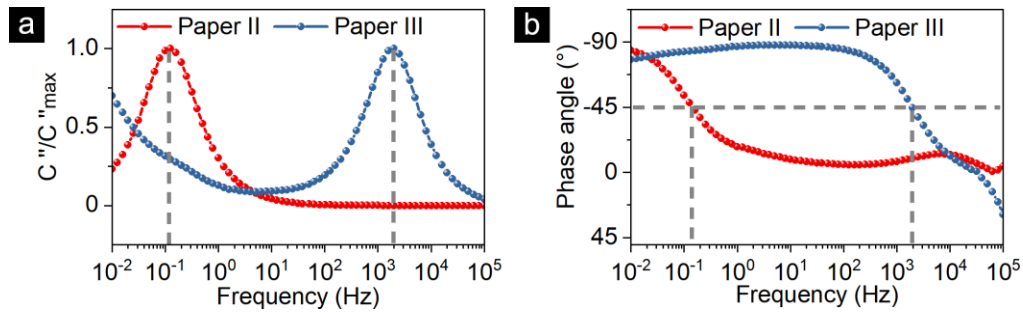 a
Paper II Paper III
C "/C "max
1.0
0.5
0
10-2 10-1 100 101 102 103 104 105
Frequency (Hz)
b
Paper II Paper III
Phase angle (°)
-90
-45
0
45
10-2 10-1 100 101 102 103 104 105
Frequency (Hz)